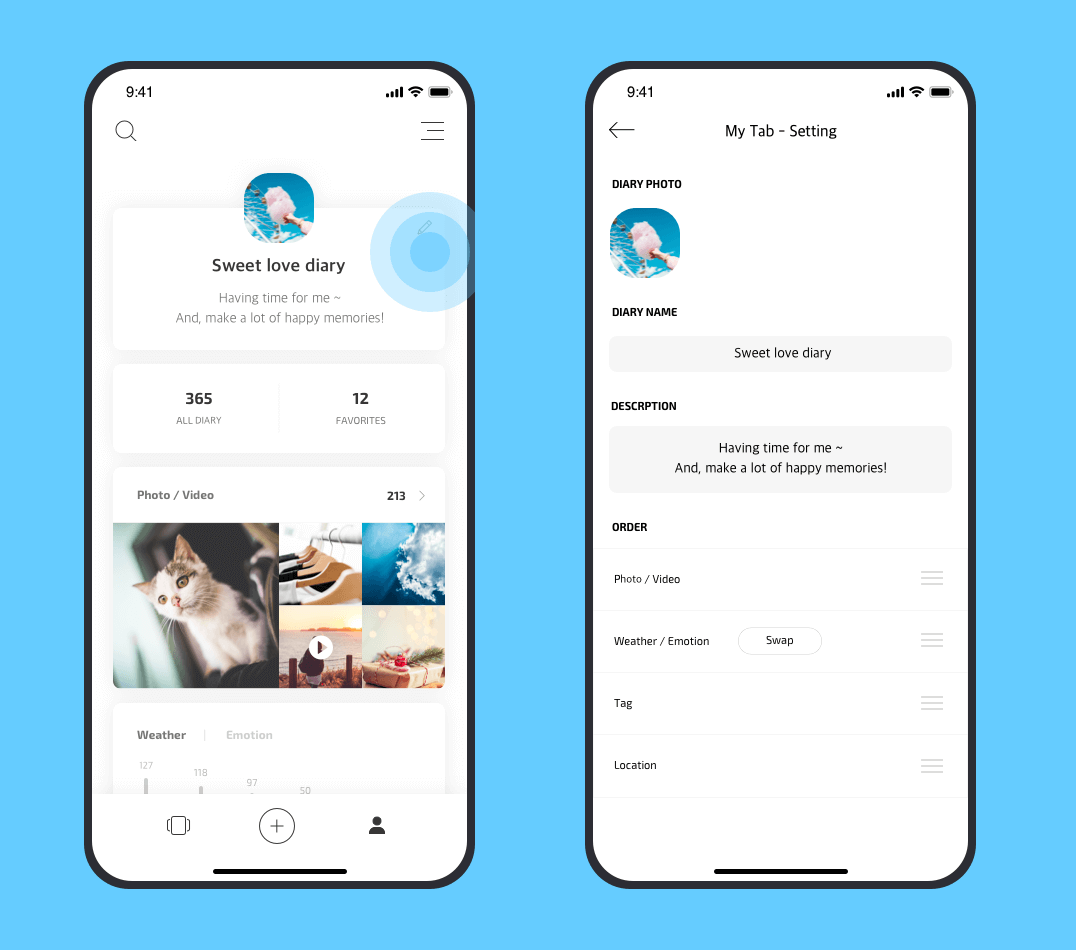 9:41
Sweet love diary
Having time for me ~
And, make a lot of happy memories!
365
12
ALL DIARY
FAVORITES
Photo / Video
213
Weather
Emotion
127
118
97
50
9:41
My Tab - Setting
DIARY PHOTO
DIARY NAME
Sweet love diary
DESCRPTION
Having time for me ~
And, make a lot of happy memories!
ORDER
Photo / Video
Weather / Emotion
Swap
Tag
Location